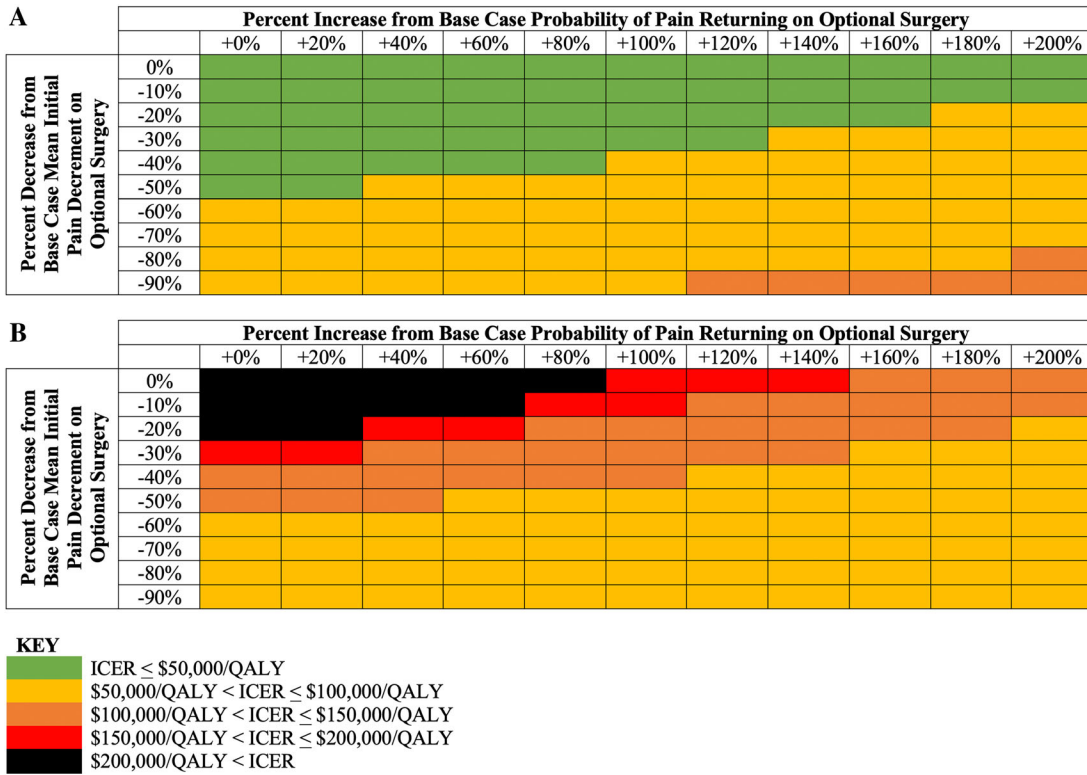 A
Percent Increase from Base Case Probability of Pain Returning on Optional Surgery
+0% +20% +40% +60% +80% +100% +120% +140% +160% +180% +200%
Percent Decrease from
Base Case Mean Initial
Pain Decrement on
Optional Surgery
0%
-10%
-20%
-30%
-40%
-50%
-60%
-70%
-80%
-90%
B
Percent Increase from Base Case Probability of Pain Returning on Optional Surgery
+0% +20% +40% +60% +80% +100% +120% +140% +160% +180% +200%
Percent Decrease from
Base Case Mean Initial
Pain Decrement on
Optional Surgery
0%
-10%
-20%
-30%
-40%
-50%
-60%
-70%
-80%
-90%
KEY
ICER ≤ $50,000/QALY
$50,000/QALY < ICER ≤ $100,000/QALY
$100,000/QALY < ICER ≤ $150,000/QALY
$150,000/QALY < ICER ≤ $200,000/QALY
$200,000/QALY < ICER